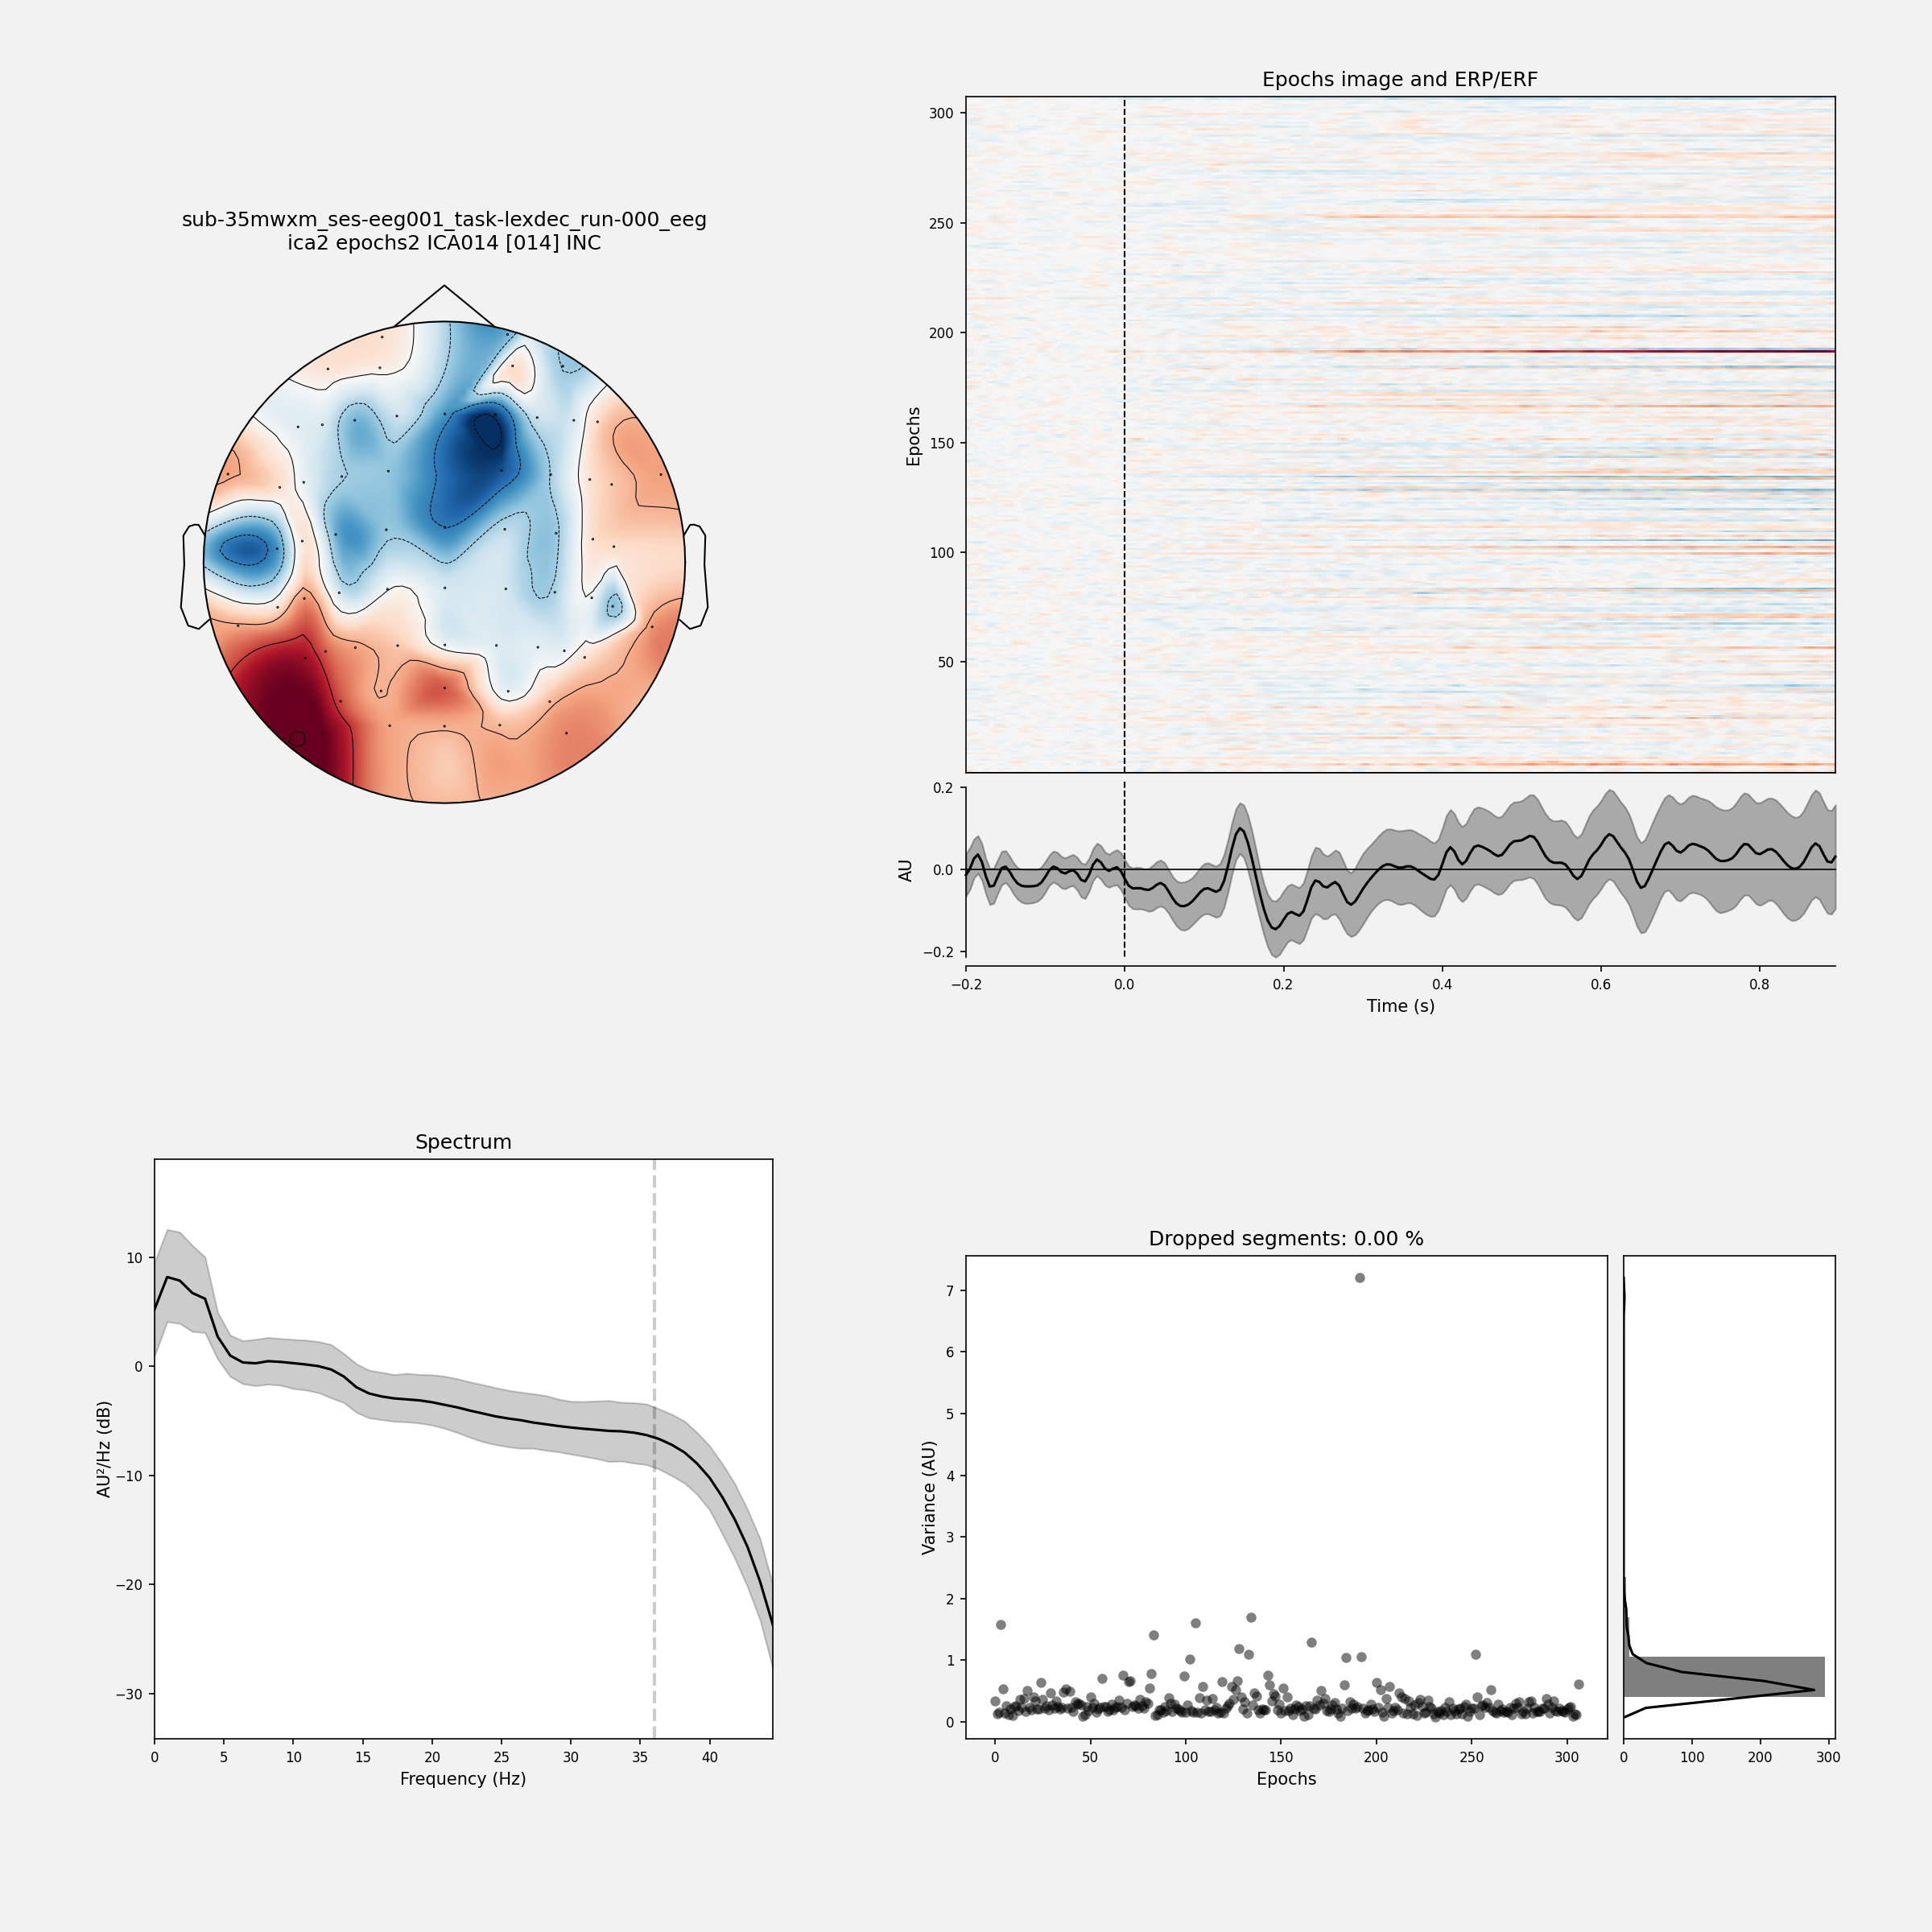 sub-35mwxm_ses-eeg001_task-lexdec_run-000_eeg
ica2 epochs2 ICA014 [014] INC
Epochs image and ERP/ERF
300
250
200
150
100
50
Epochs
0.2
0.0
−0.2
AU
−0.2 0.0 0.2 0.4 0.6 0.8
Time (s)
Spectrum
10
0
−10
−20
−30
AU²/Hz (dB)
0 5 10 15 20 25 30 35 40
Frequency (Hz)
Dropped segments: 0.00 %
7
6
5
4
3
2
1
0
Variance (AU)
0 50 100 150 200 250 300
Epochs
0 100 200 300